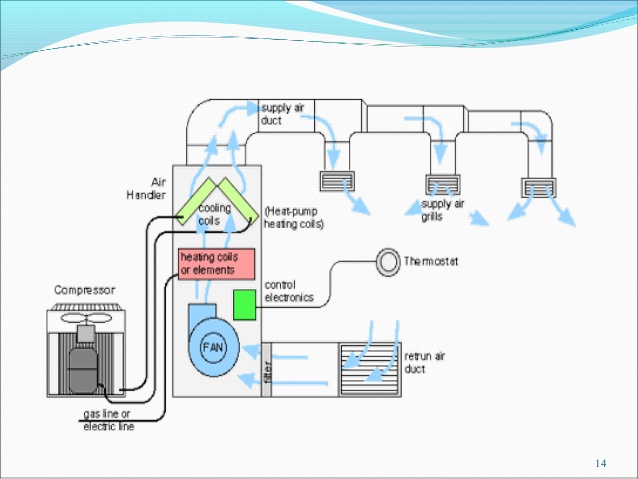 supply air
duct
Air
Handler
cooling
coils
(Heat-pump
heating coils)
supply air
grills
heating coils
or elements
Thermostat
control
electronics
Compressor
FAN
filter
retrun air
duct
gas line or
electric line
14